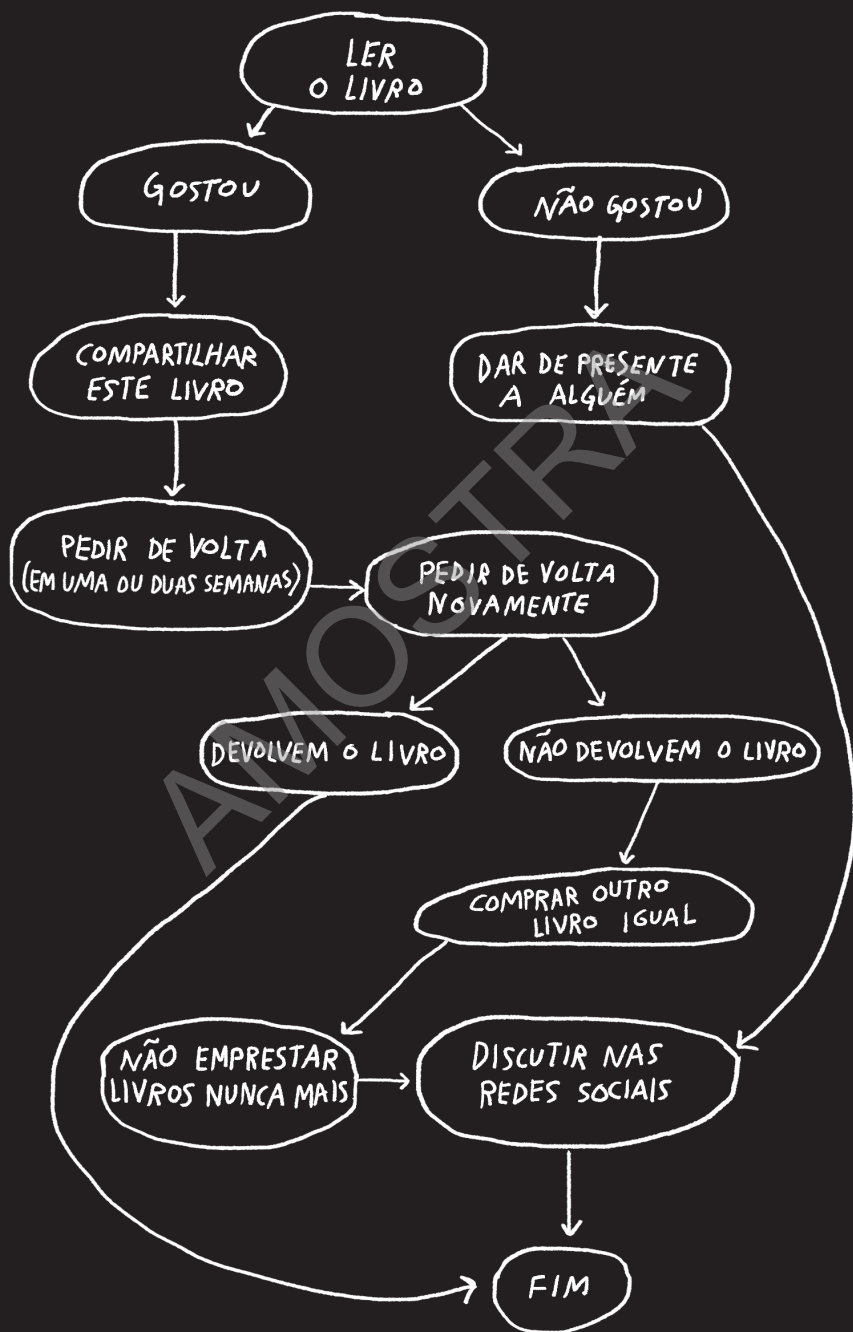 LER
O LIVRO
GOSTOU
NÃO GOSTOU
COMPARTILHAR
ESTE LIVRO
DAR DE PRESENTE
A ALGUÉM
PEDIR DE VOLTA
(EM UMA OU DUAS SEMANAS)
PEDIR DE VOLTA
NOVAMENTE
DEVOLVEM O LIVRO
NÃO DEVOLVEM O LIVRO
COMPRAR OUTRO
LIVRO IGUAL
NÃO EMPRESTAR
LIVROS NUNCA MAIS
DISCUTIR NAS
REDES SOCIAIS
FIM
AMOSTRA